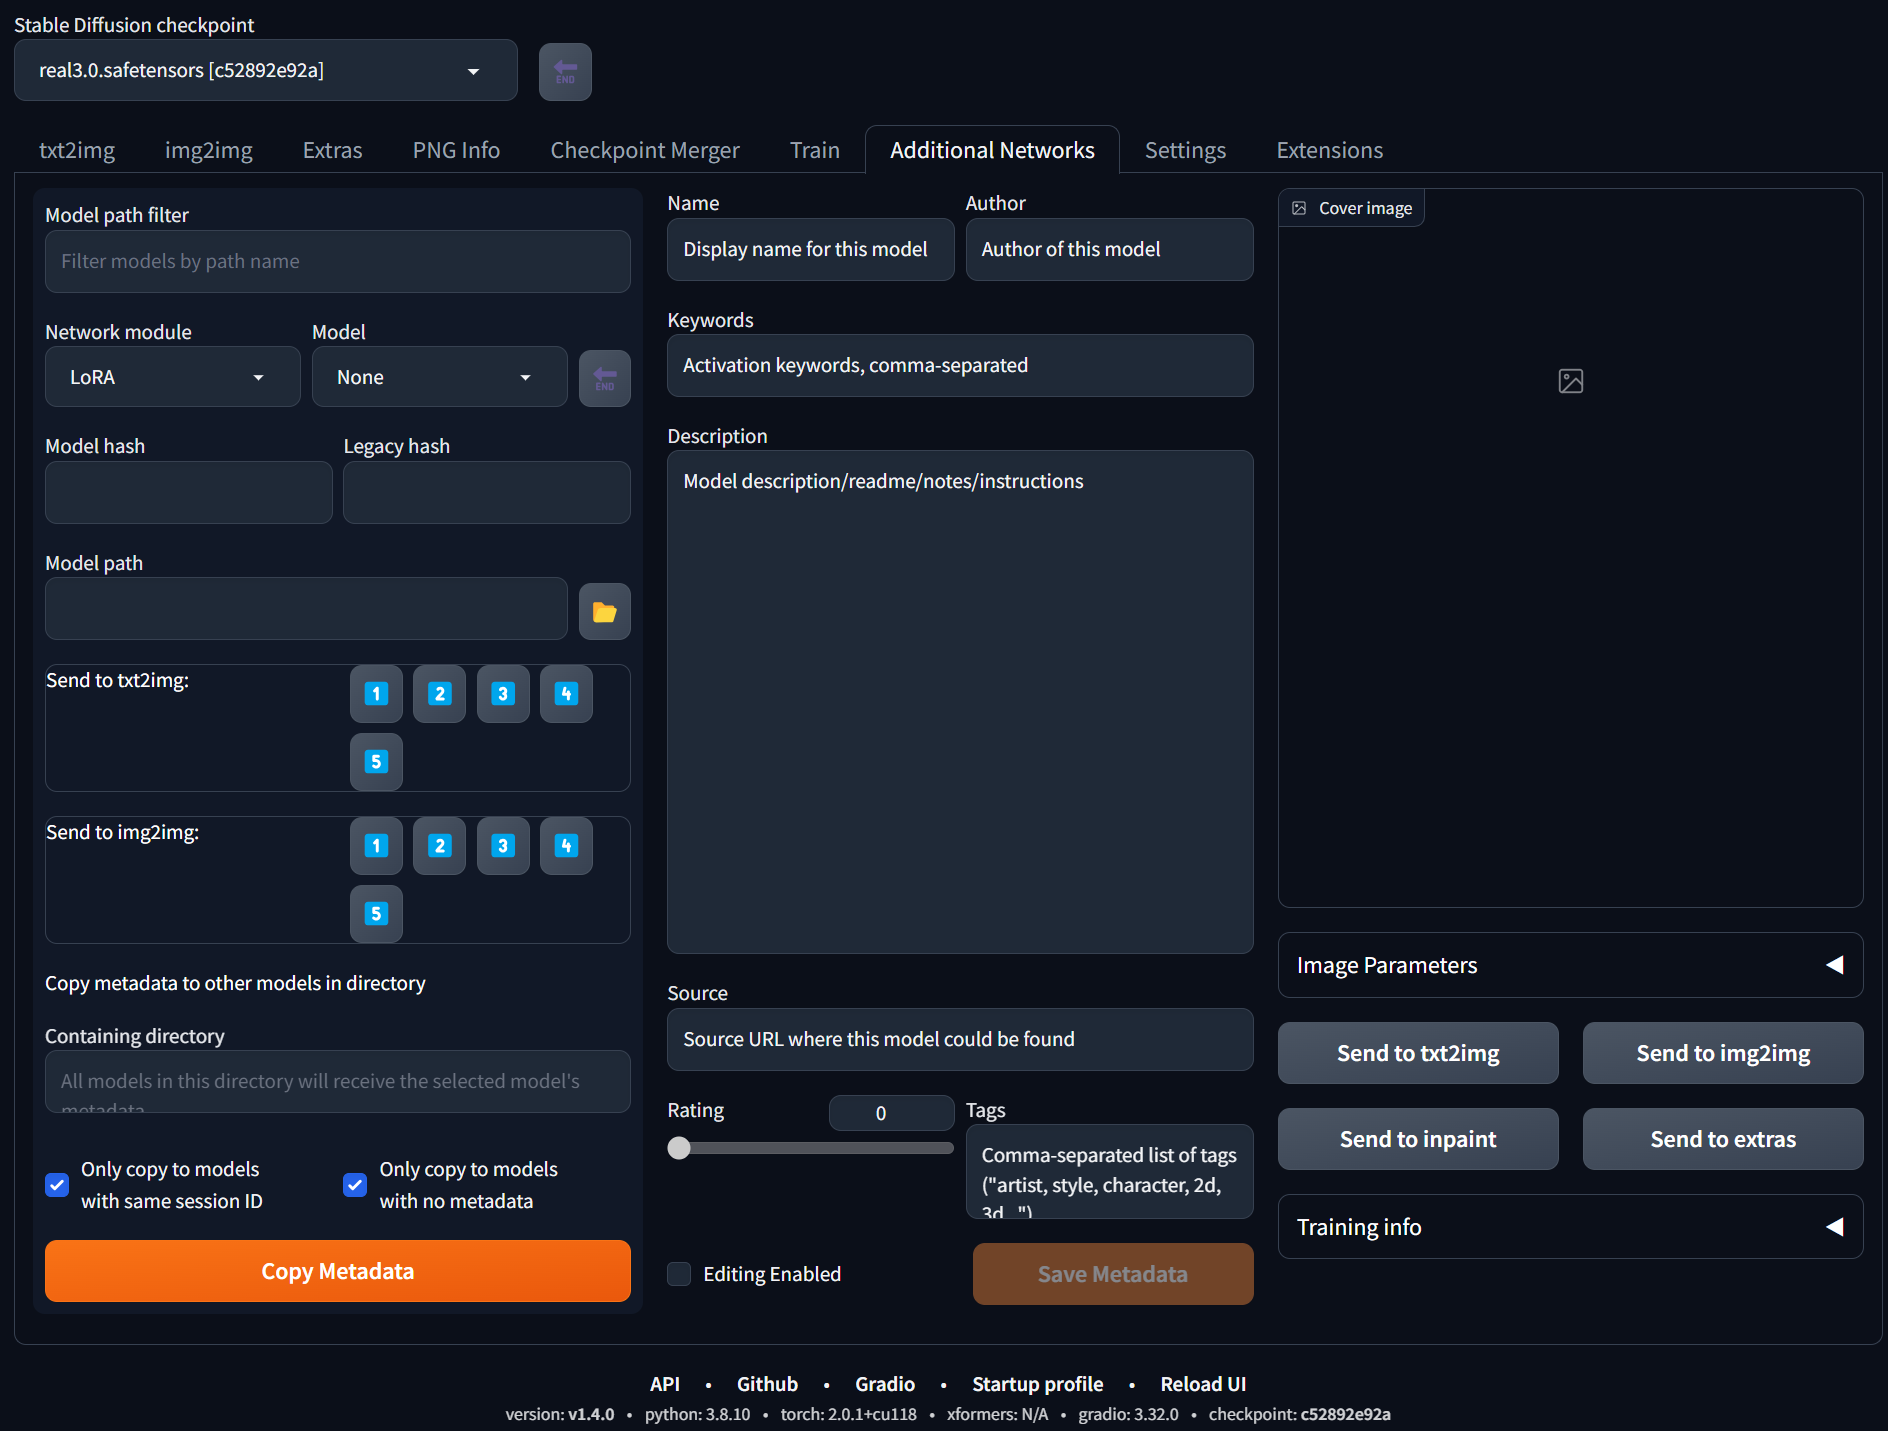 Stable Diffusion checkpoint
real3.0.safetensors [c52892e92a]
END
txt2img img2img Extras PNG Info Checkpoint Merger Train Additional Networks Settings Extensions
Model path filter
Filter models by path name
Network module Model
LoRA None
END
Model hash Legacy hash
Model path
Send to txt2img:
1 2 3 4
5
Send to img2img:
1 2 3 4
5
Copy metadata to other models in directory
Containing directory
All models in this directory will receive the selected model's
metadata
Only copy to models
with same session ID
Only copy to models
with no metadata
Copy Metadata
Name Author
Display name for this model Author of this model
Keywords
Activation keywords, comma-separated
Description
Model description/readme/notes/instructions
Source
Source URL where this model could be found
Rating 0 Tags
Comma-separated list of tags
("artist, style, character, 2d,
3d...")
Editing Enabled
Save Metadata
Cover image
Image Parameters
Send to txt2img Send to img2img
Send to inpaint Send to extras
Training info
API • Github • Gradio • Startup profile • Reload UI
version: v1.4.0 • python: 3.8.10 • torch: 2.0.1+cu118 • xformers: N/A • gradio: 3.32.0 • checkpoint: c52892e92a